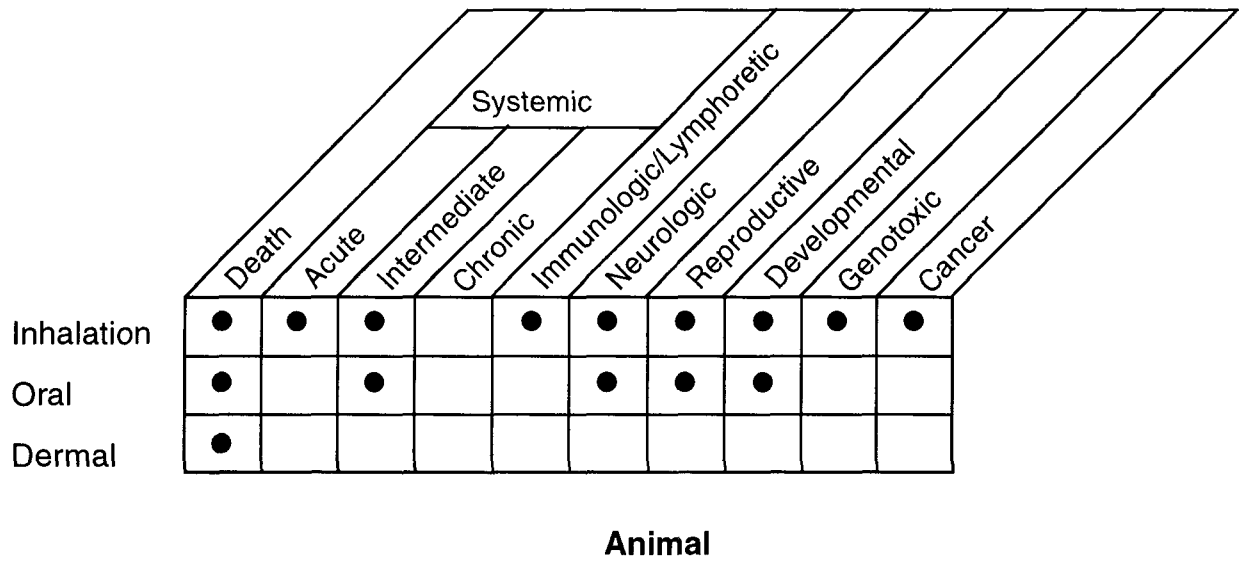 Systemic
Death
Acute
Intermediate
Chronic
Immunologic/Lymphoretic
Neurologic
Reproductive
Developmental
Genotoxic
Cancer
Inhalation
Oral
Dermal
Animal